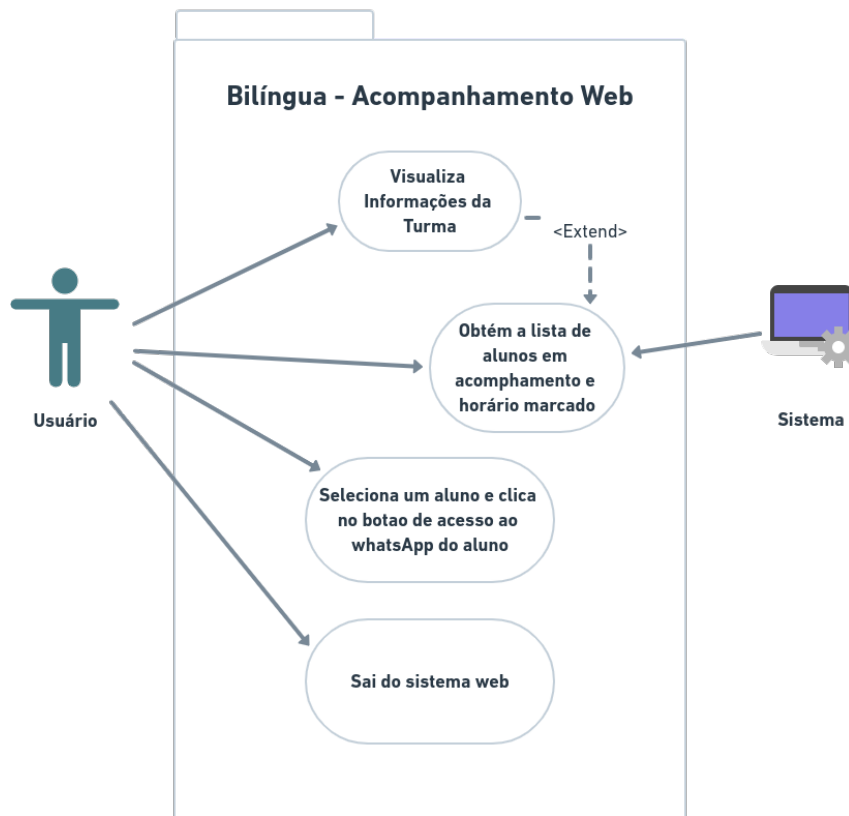 Bilíngua - Acompanhamento Web
Visualiza
Informações da
Turma
<Extend>
Obtém a lista de
alunos em
acomphamento e
horário marcado
Usuário
Sistema
Seleciona um aluno e clica
no botao de acesso ao
whatsApp do aluno
Sai do sistema web